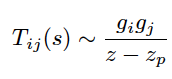 T_{ij}(s) \sim \frac{g_i g_j}{z - z_p}